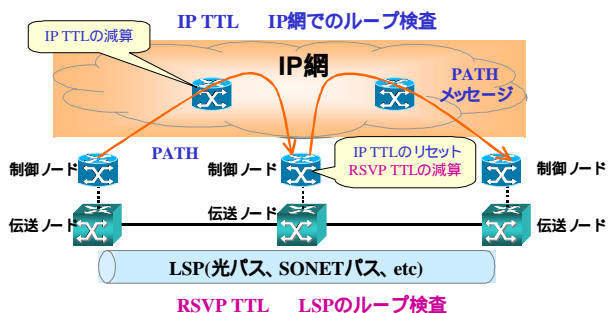 IP TTL IP網でのループ検査
IP TTLの減算
IP網
PATH
メッセージ
PATH
IP TTLのリセット
RSVP TTLの減算
制御ノード
制御ノード
制御ノード
伝送ノード
伝送ノード
伝送ノード
LSP(光パス、SONETパス、etc)
RSVP TTL LSPのループ検査